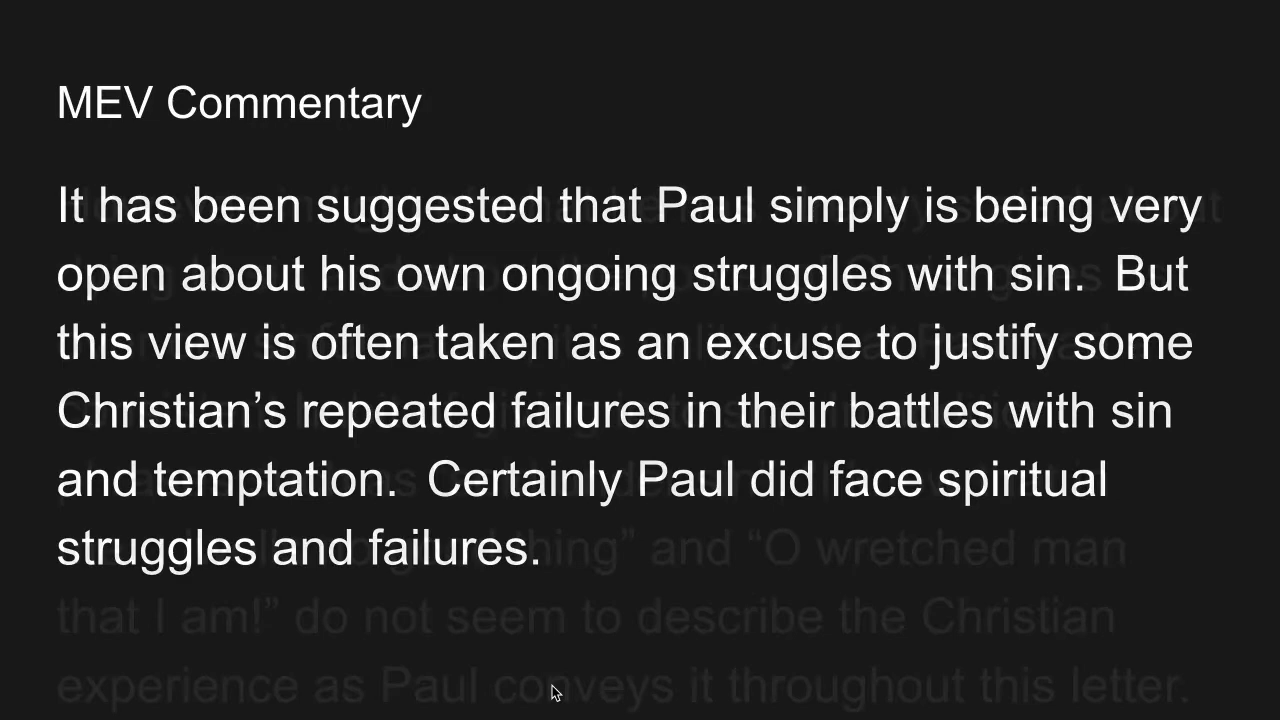 MEV Commentary
It has been suggested that Paul simply is being very
open about his own ongoing struggles with sin.  But
this view is often taken as an excuse to justify some
Christian’s repeated failures in their battles with sin
and temptation.  Certainly Paul did face spiritual
struggles and failures.
thing” and “O wretched man
that I am!” do not seem to describe the Christian
experience as Paul conveys it throughout this letter.